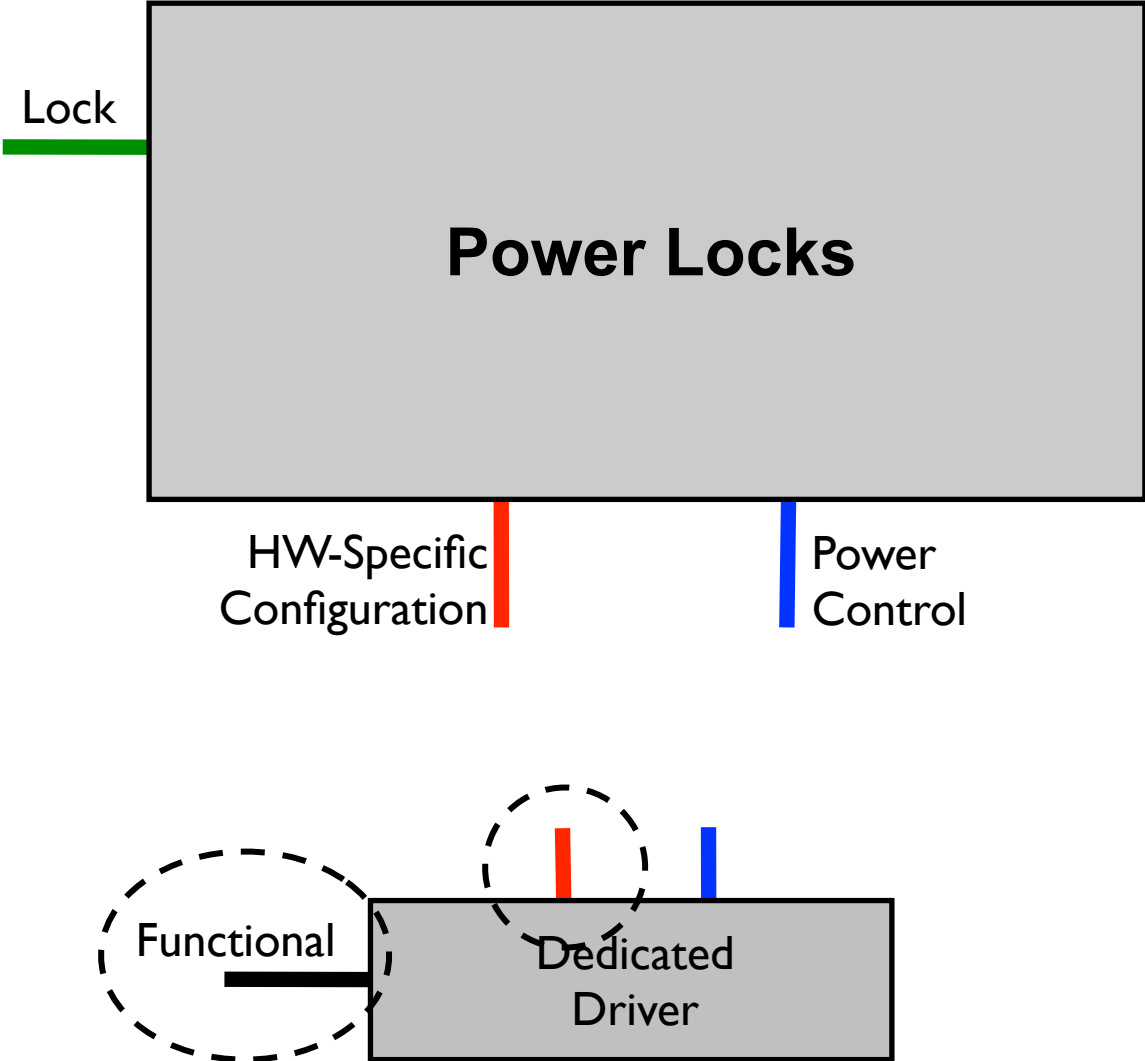 Lock
Power Locks
HW-Specific
Configuration
Power
Control
Functional
Dedicated
Driver